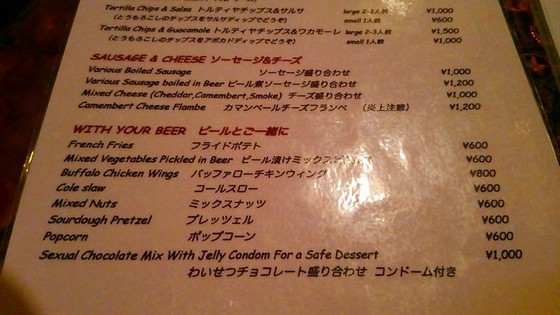 Tortilla Chips & Salsa トルティヤチップス&サルサ large 2-3人前 ¥1,000
(とうもろこしのチップスをサルサディップでどうぞ) small 1人前 ¥600
Tortilla Chips & Guacamole トルティヤチップス&ワカモーレ large 2-3人前 ¥1,500
(とうもろこしのチップスをアボカドディップでどうぞ) small 1人前 ¥1,000
SAUSAGE & CHEESE ソーセージ&チーズ
Various Boiled Sausage ソーセージ盛り合わせ ¥1,000
Various Sausage boiled in Beer ビール煮ソーセージ盛り合わせ ¥1,200
Mixed Cheese (Cheddar,Camembert,Smoke) チーズ盛り合わせ ¥1,000
Camembert Cheese Flambe カマンベールチーズフランベ (炎上注意) ¥1,200
WITH YOUR BEER ビールとご一緒に
French Fries フライドポテト ¥600
Mixed Vegetables Pickled in Beer ビール漬けミックス ¥600
Buffalo Chicken Wings バッファローチキンウィング ¥800
Cole slaw コールスロー ¥600
Mixed Nuts ミックスナッツ ¥600
Sourdough Pretzel プレッツェル ¥600
Popcorn ポップコーン ¥600
Sexual Chocolate Mix With Jelly Condom For a Safe Dessert ¥1,000
わいせつチョコレート盛り合わせ コンドーム付き